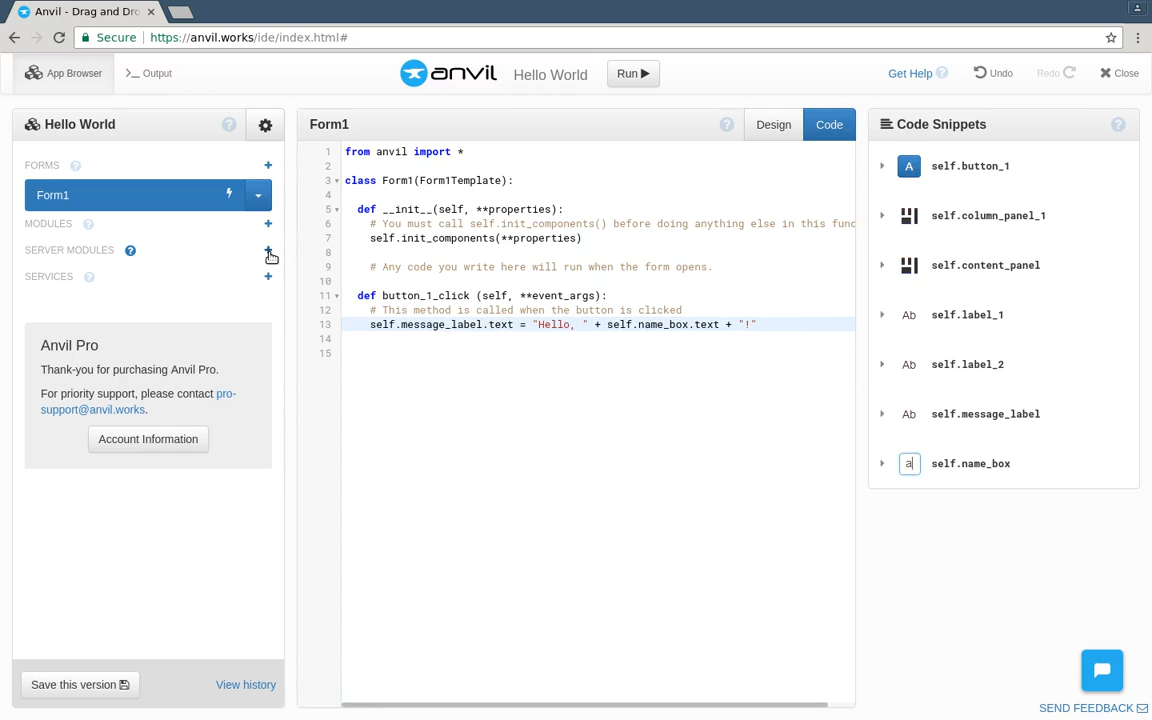 Anvil - Drag and Dro
Secure
https://anvil.works/ide/index.html#
App Browser
>_ Output
anvil
Hello World
Run
Get Help ?
Undo
Redo
Close
Hello World
?
FORMS ? +
Form1
MODULES ? +
SERVER MODULES ? +
SERVICES ? +
Anvil Pro
Thank-you for purchasing Anvil Pro.
For priority support, please contact pro-
support@anvil.works.
Account Information
Save this version
View history
Form1
?
Design
Code
1 from anvil import *
2
3 class Form1(Form1Template):
4
5 def __init__(self, **properties):
6 # You must call self.init_components() before doing anything else in this func
7 self.init_components(**properties)
8
9 # Any code you write here will run when the form opens.
10
11 def button_1_click (self, **event_args):
12 # This method is called when the button is clicked
13 self.message_label.text = "Hello, " + self.name_box.text + "!"
14
15
Code Snippets
?
A self.button_1
self.column_panel_1
self.content_panel
Ab self.label_1
Ab self.label_2
Ab self.message_label
a self.name_box
SEND FEEDBACK